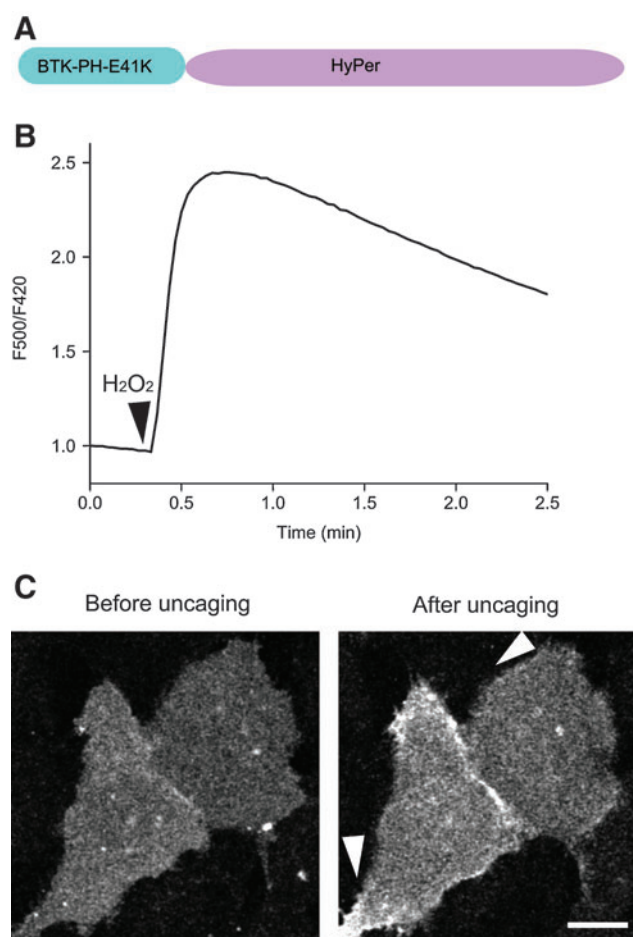 A
BTK-PH-E41K HyPer
B
2.5
2.0
1.5
1.0
F500/F420
H₂O₂
0.0 0.5 1.0 1.5 2.0 2.5
Time (min)
C
Before uncaging After uncaging